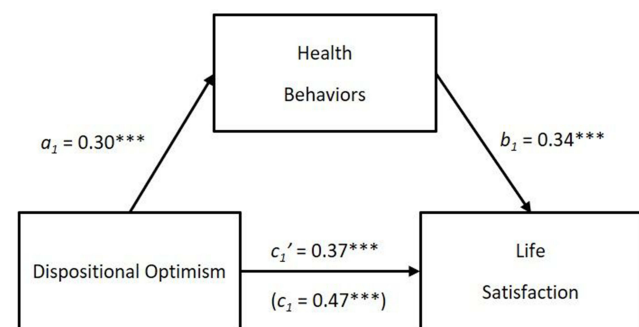 Health
Behaviors
a₁ = 0.30***
b₁ = 0.34***
Dispositional Optimism
c₁′ = 0.37***
(c₁ = 0.47***)
Life
Satisfaction